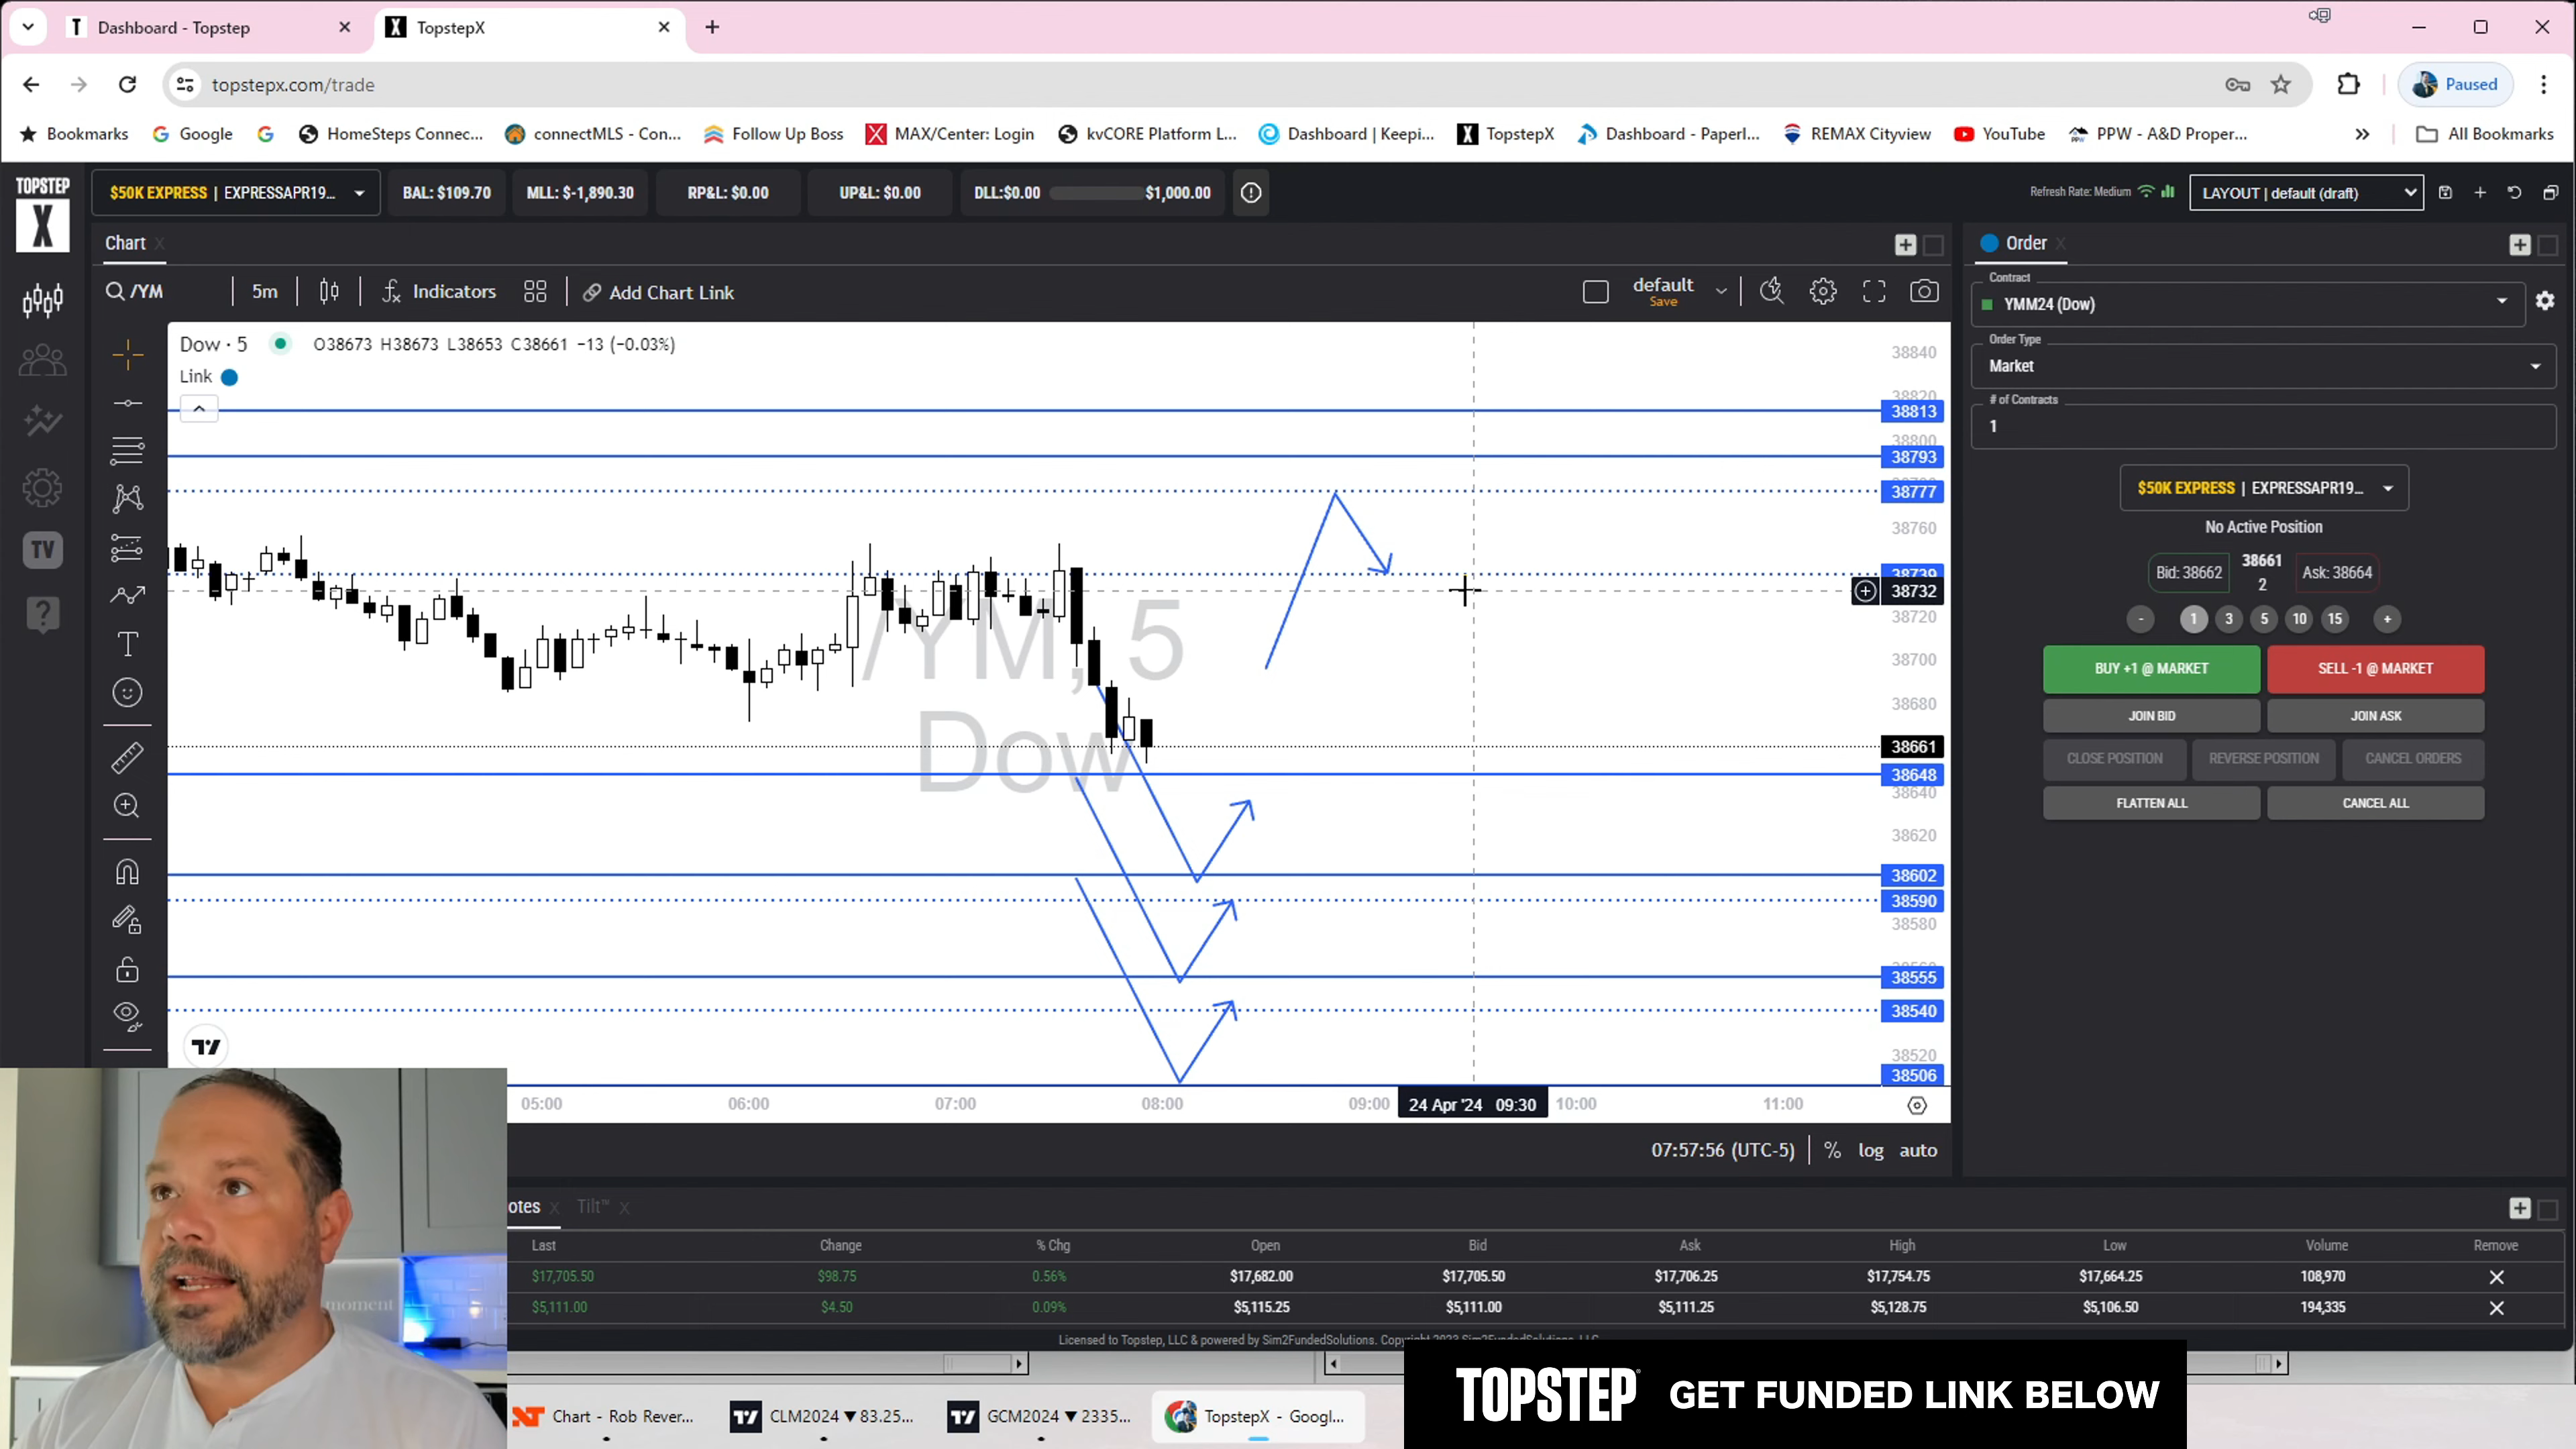 Dashboard - Topstep
TopstepX
topstepx.com/trade
Paused
Bookmarks
Google
HomeSteps Connec...
connectMLS - Con...
Follow Up Boss
MAX/Center: Login
kvCORE Platform L...
Dashboard | Keepi...
TopstepX
Dashboard - Paperl...
REMAX Cityview
YouTube
PPW - A&D Proper...
All Bookmarks
TOPSTEP
X
$50K EXPRESS | EXPRESSAPR19...
BAL: $109.70
MLL: $-1,890.30
RP&L: $0.00
UP&L: $0.00
DLL:$0.00
$1,000.00
Refresh Rate: Medium
LAYOUT | default (draft)
Chart
Order
/YM
5m
Indicators
Add Chart Link
default
Save
Dow · 5
O38673 H38673 L38653 C38661 −13 (−0.03%)
Link
/YM, 5
Dow
38840
38820
38813
38800
38793
38777
38760
38739
38732
38720
38700
38680
38661
38648
38640
38620
38602
38590
38580
38555
38540
38520
38506
05:00
06:00
07:00
08:00
09:00
24 Apr '24 09:30
10:00
11:00
07:57:56 (UTC-5)
%
log
auto
Contract
YMM24 (Dow)
Order Type
Market
# of Contracts
1
$50K EXPRESS | EXPRESSAPR19...
No Active Position
Bid: 38662
38661
2
Ask: 38664
- 1 3 5 10 15 +
BUY +1 @ MARKET
SELL -1 @ MARKET
JOIN BID
JOIN ASK
CLOSE POSITION
REVERSE POSITION
CANCEL ORDERS
FLATTEN ALL
CANCEL ALL
TV
otes
Tilt™
Last Change % Chg Open Bid Ask High Low Volume Remove
$17,705.50 $98.75 0.56% $17,682.00 $17,705.50 $17,706.25 $17,754.75 $17,664.25 108,970
$5,111.00 $4.50 0.09% $5,115.25 $5,111.00 $5,111.25 $5,128.75 $5,106.50 194,335
Licensed to Topstep, LLC & powered by Sim2FundedSolutions. Copyright 2023 Sim2FundedSolutions, LLC
moment
Chart - Rob Rever...
CLM2024 ▼ 83.25...
GCM2024 ▼ 2335...
TopstepX - Googl...
TOPSTEP GET FUNDED LINK BELOW